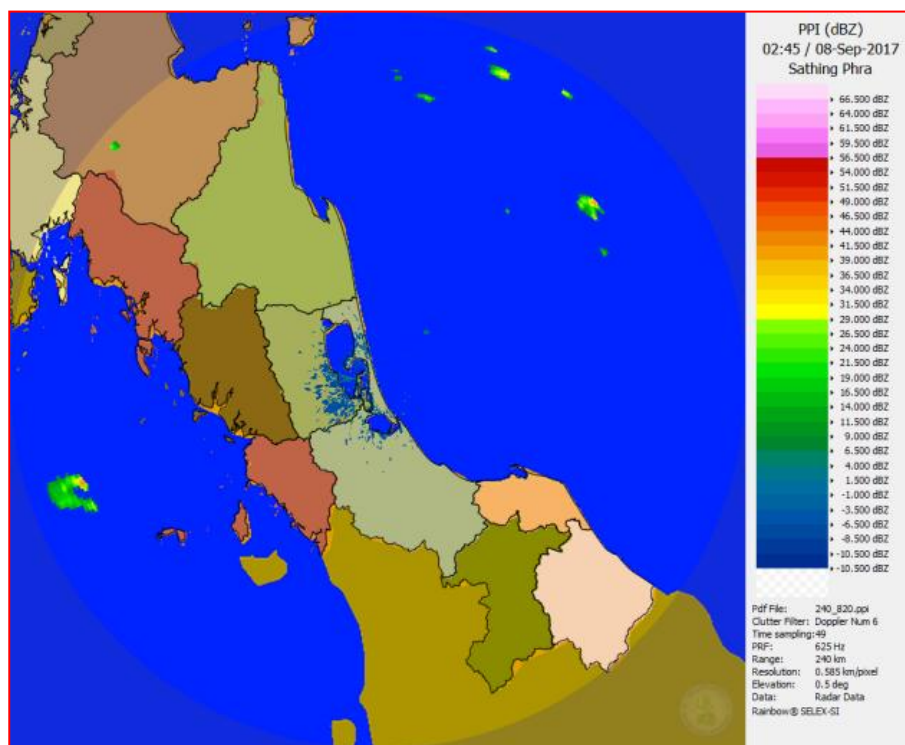 PPI (dBZ)
02:45 / 08-Sep-2017
Sathing Phra
66.500 dBZ
64.000 dBZ
61.500 dBZ
59.500 dBZ
56.500 dBZ
54.000 dBZ
51.500 dBZ
49.000 dBZ
46.500 dBZ
44.000 dBZ
41.500 dBZ
39.000 dBZ
36.500 dBZ
34.000 dBZ
31.500 dBZ
29.000 dBZ
26.500 dBZ
24.000 dBZ
21.500 dBZ
19.000 dBZ
16.500 dBZ
14.000 dBZ
11.500 dBZ
9.000 dBZ
6.500 dBZ
4.000 dBZ
1.500 dBZ
-1.000 dBZ
-3.500 dBZ
-6.500 dBZ
-8.500 dBZ
-10.500 dBZ
-10.500 dBZ
Pdf File: 240_820.ppi
Clutter Filter: Doppler Num 6
Time sampling:49
PRF: 625 Hz
Range: 240 km
Resolution: 0.585 km/pixel
Elevation: 0.5 deg
Data: Radar Data
Rainbow® SELEX-SI